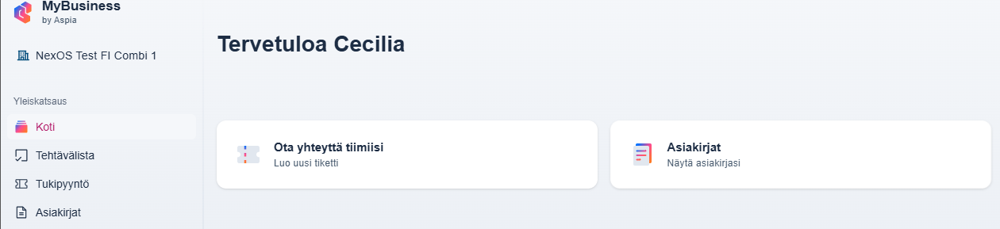 MyBusiness
by Aspia
NexOS Test FI Combi 1
Yleiskatsaus
Koti
Tehtävälista
Tukipyyntö
Asiakirjat
Tervetuloa Cecilia
Ota yhteyttä tiimiisi
Luo uusi tiketti
Asiakirjat
Näytä asiakirjasi